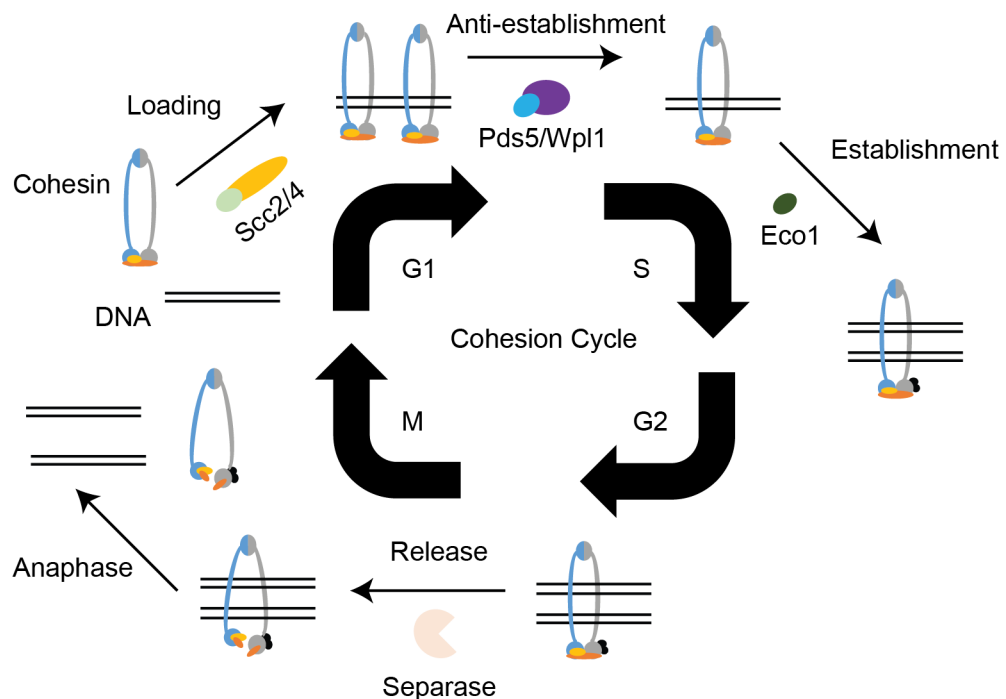 Anti-establishment
Loading
Pds5/Wpl1
Establishment
Cohesin
Scc2/4
Eco1
G1
S
DNA
Cohesion Cycle
M
G2
Release
Anaphase
Separase